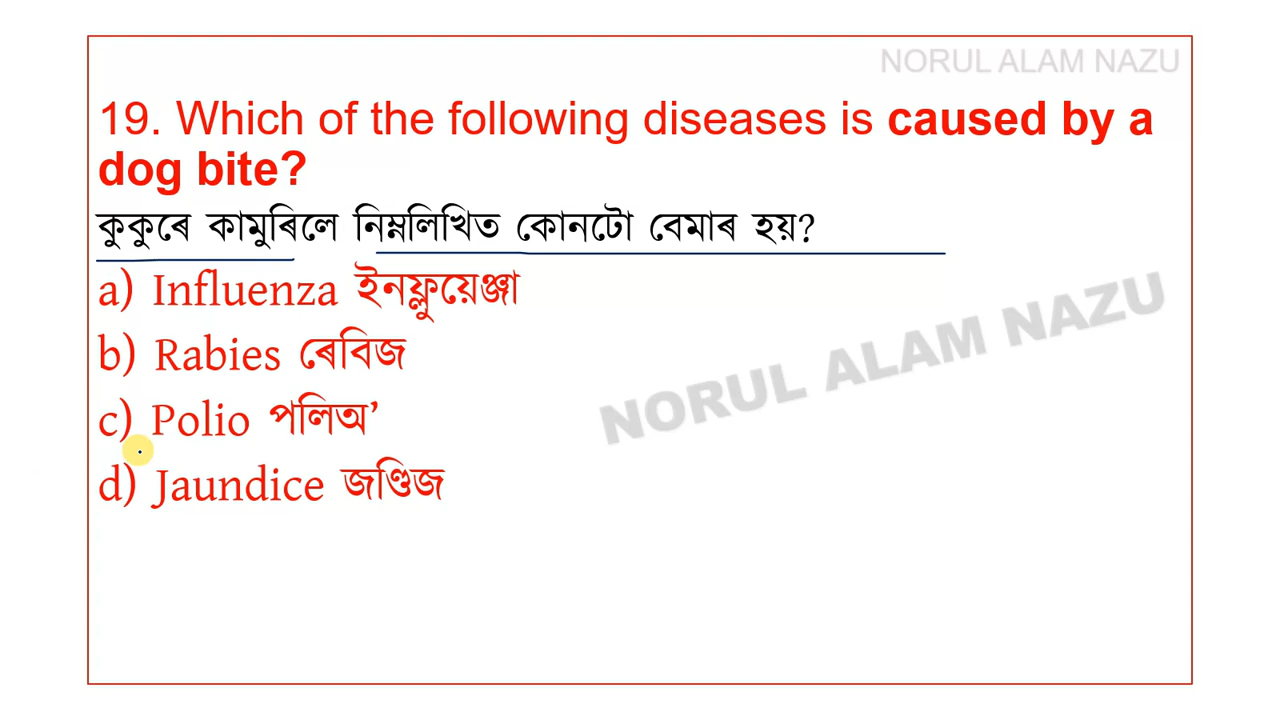 NORUL ALAM NAZU
19. Which of the following diseases is caused by a
dog bite?
কুকুৰে কামুৰিলে নিম্নলিখিত কোনটো বেমাৰ হয়?
a) Influenza ইনফ্লুয়েঞ্জা
b) Rabies ৰেবিজ
c) Polio পলিঅ’
d) Jaundice জণ্ডিজ
NORUL ALAM NAZU